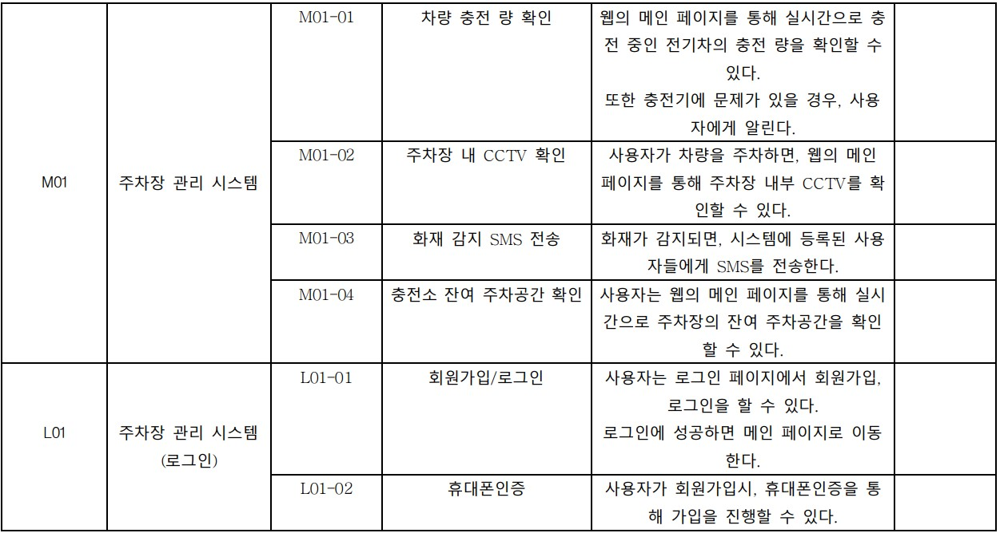 M01
주차장 관리 시스템
M01-01
차량 충전 량 확인
웹의 메인 페이지를 통해 실시간으로 충
전 중인 전기차의 충전 량을 확인할 수
있다.
또한 충전기에 문제가 있을 경우, 사용
자에게 알린다.
M01-02
주차장 내 CCTV 확인
사용자가 차량을 주차하면, 웹의 메인
페이지를 통해 주차장 내부 CCTV를 확
인할 수 있다.
M01-03
화재 감지 SMS 전송
화재가 감지되면, 시스템에 등록된 사용
자들에게 SMS를 전송한다.
M01-04
충전소 잔여 주차공간 확인
사용자는 웹의 메인 페이지를 통해 실시
간으로 주차장의 잔여 주차공간을 확인
할 수 있다.
L01
주차장 관리 시스템
(로그인)
L01-01
회원가입/로그인
사용자는 로그인 페이지에서 회원가입,
로그인을 할 수 있다.
로그인에 성공하면 메인 페이지로 이동
한다.
L01-02
휴대폰인증
사용자가 회원가입시, 휴대폰인증을 통
해 가입을 진행할 수 있다.